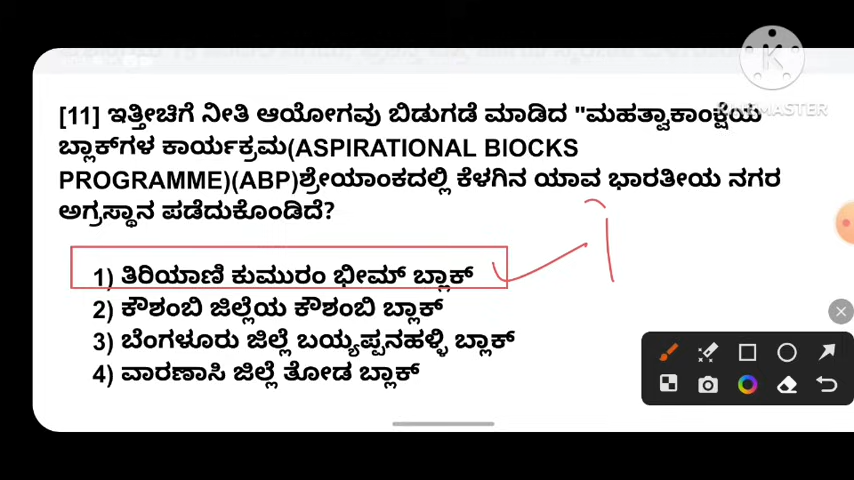 [11] ಇತ್ತೀಚಿಗೆ ನೀತಿ ಆಯೋಗವು ಬಿಡುಗಡೆ ಮಾಡಿದ "ಮಹತ್ವಾಕಾಂಕ್ಷೆಯ
ಬ್ಲಾಕ್‌ಗಳ ಕಾರ್ಯಕ್ರಮ(ASPIRATIONAL BIOCKS
PROGRAMME)(ABP)ಶ್ರೇಯಾಂಕದಲ್ಲಿ ಕೆಳಗಿನ ಯಾವ ಭಾರತೀಯ ನಗರ
ಅಗ್ರಸ್ಥಾನ ಪಡೆದುಕೊಂಡಿದೆ?
1) ತಿರಿಯಾಣಿ ಕುಮುರಂ ಭೀಮ್ ಬ್ಲಾಕ್
2) ಕೌಶಂಬಿ ಜಿಲ್ಲೆಯ ಕೌಶಂಬಿ ಬ್ಲಾಕ್
3) ಬೆಂಗಳೂರು ಜಿಲ್ಲೆ ಬಯ್ಯಪ್ಪನಹಳ್ಳಿ ಬ್ಲಾಕ್
4) ವಾರಣಾಸಿ ಜಿಲ್ಲೆ ತೋಡ ಬ್ಲಾಕ್